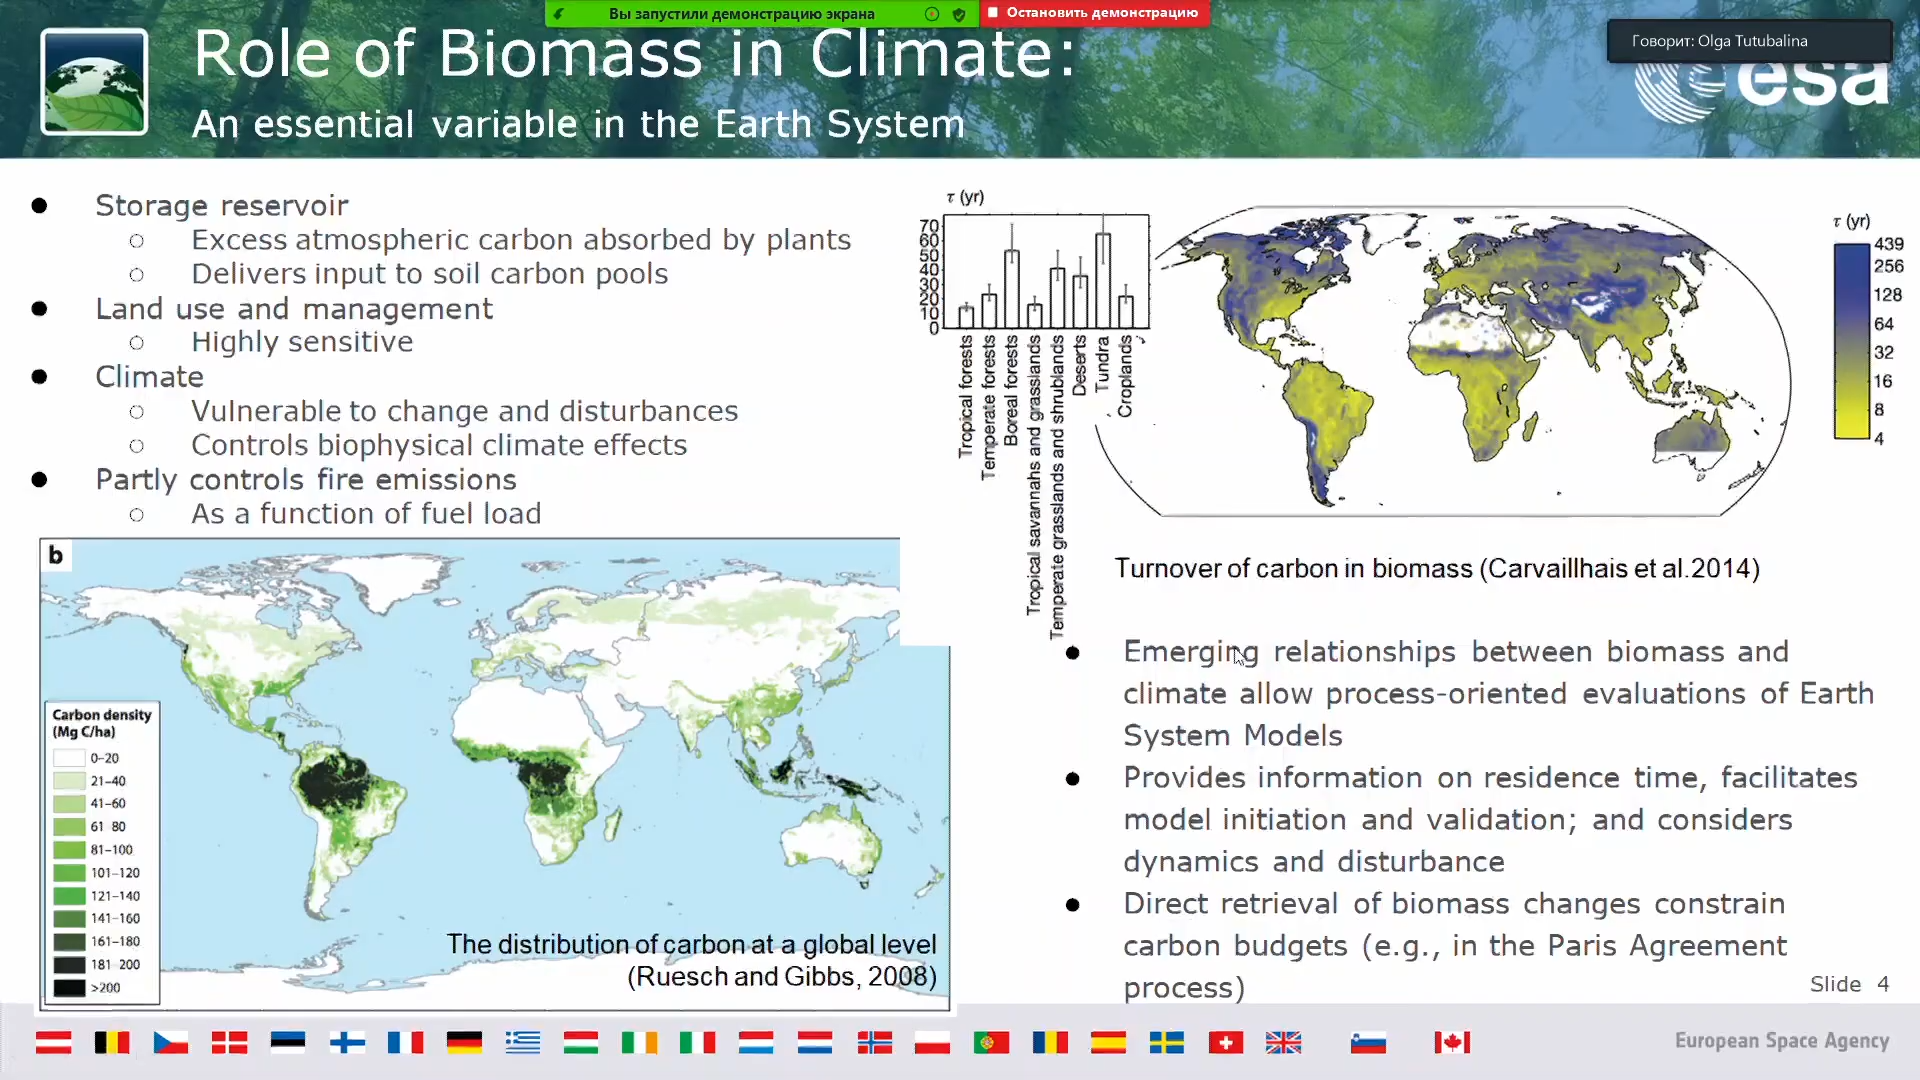 Вы запустили демонстрацию экрана
Остановить демонстрацию
Говорит: Olga Tutubalina
Role of Biomass in Climate:
An essential variable in the Earth System
esa
Storage reservoir
Excess atmospheric carbon absorbed by plants
Delivers input to soil carbon pools
Land use and management
Highly sensitive
Climate
Vulnerable to change and disturbances
Controls biophysical climate effects
Partly controls fire emissions
As a function of fuel load
τ (yr)
70
60
50
40
30
20
10
0
Tropical forests
Temperate forests
Boreal forests
Tropical savannahs and grasslands
Temperate grasslands and shrublands
Deserts
Tundra
Croplands
τ (yr)
439
256
128
64
32
16
8
4
Turnover of carbon in biomass (Carvaillhais et al.2014)
b
Carbon density
(Mg C/ha)
0–20
21–40
41–60
61 80
81–100
101–120
121–140
141–160
161–180
181–200
>200
The distribution of carbon at a global level
(Ruesch and Gibbs, 2008)
Emerging relationships between biomass and
climate allow process-oriented evaluations of Earth
System Models
Provides information on residence time, facilitates
model initiation and validation; and considers
dynamics and disturbance
Direct retrieval of biomass changes constrain
carbon budgets (e.g., in the Paris Agreement
process)
Slide 4
European Space Agency